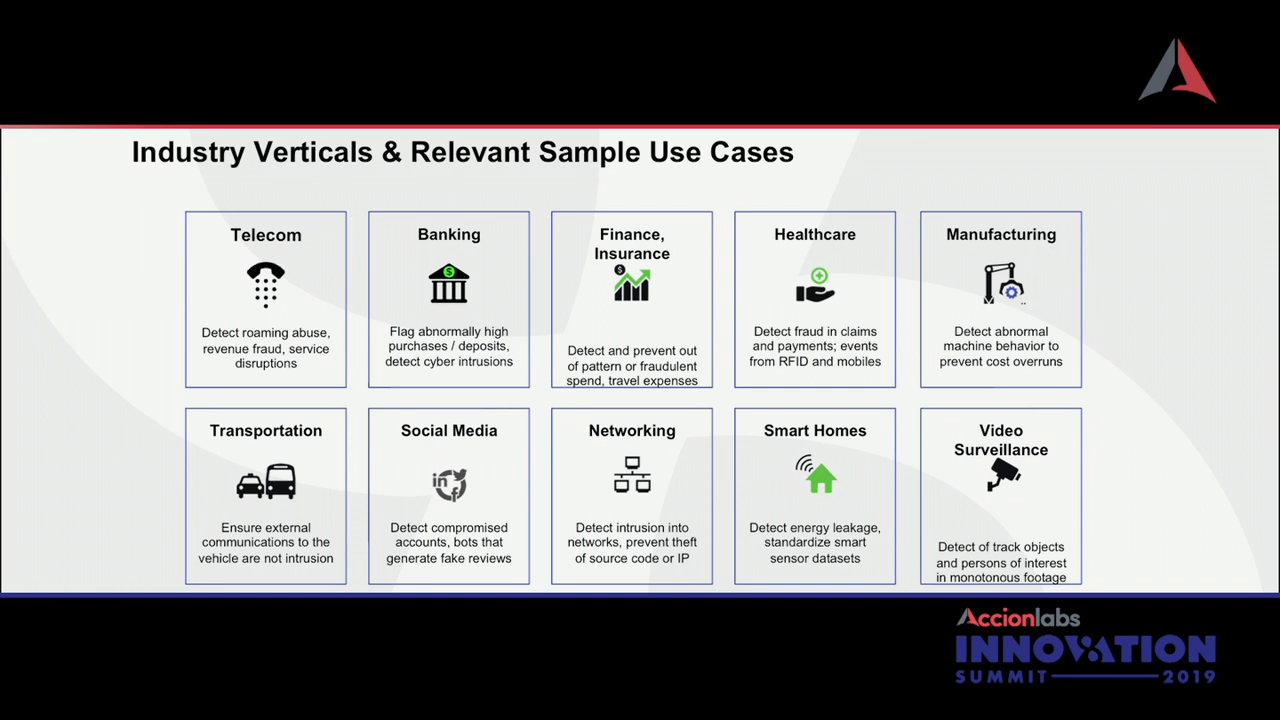 Industry Verticals & Relevant Sample Use Cases
Telecom
Detect roaming abuse,
revenue fraud, service
disruptions
Banking
$
Flag abnormally high
purchases / deposits,
detect cyber intrusions
Finance,
Insurance
$
Detect and prevent out
of pattern or fraudulent
spend, travel expenses
Healthcare
Detect fraud in claims
and payments; events
from RFID and mobiles
Manufacturing
Detect abnormal
machine behavior to
prevent cost overruns
Transportation
Ensure external
communications to the
vehicle are not intrusion
Social Media
in
f
Detect compromised
accounts, bots that
generate fake reviews
Networking
Detect intrusion into
networks, prevent theft
of source code or IP
Smart Homes
Detect energy leakage,
standardize smart
sensor datasets
Video
Surveillance
Detect of track objects
and persons of interest
in monotonous footage
Accionlabs
INNOVATION
SUMMIT 2019